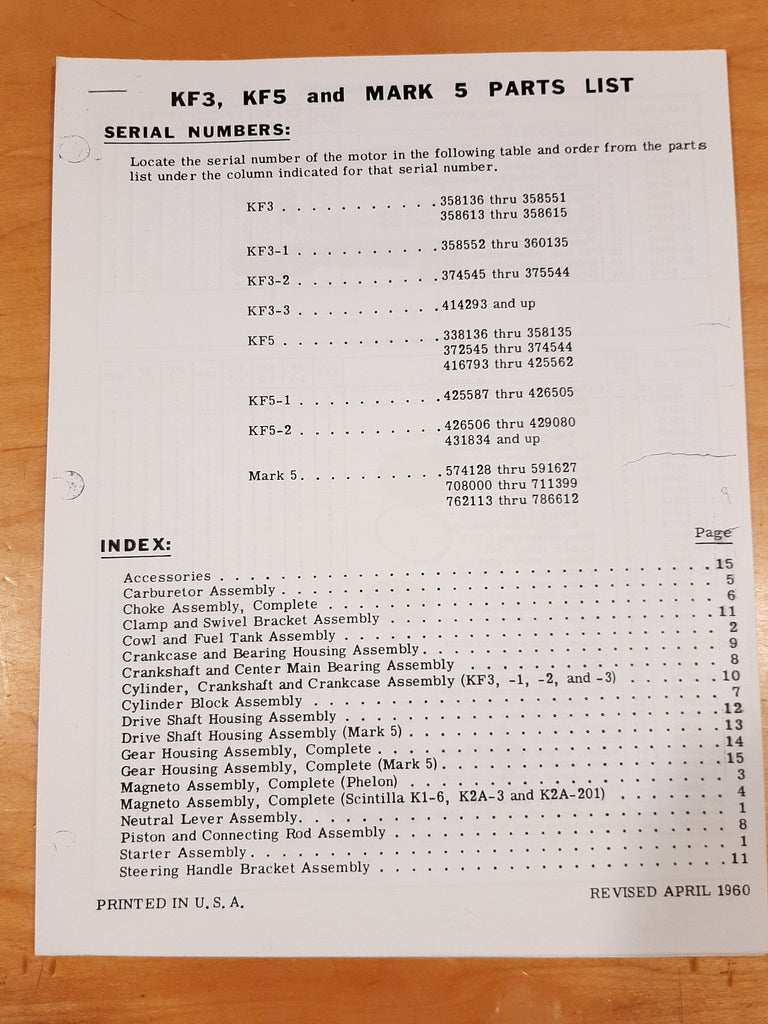 KF3, KF5 and MARK 5 PARTS LIST
SERIAL NUMBERS:
Locate the serial number of the motor in the following table and order from the parts
list under the column indicated for that serial number.
KF3 . . . . . . . . . . . 358136 thru 358551
358613 thru 358615
KF3-1 . . . . . . . . . . 358552 thru 360135
KF3-2 . . . . . . . . . . 374545 thru 375544
KF3-3 . . . . . . . . . . 414293 and up
KF5 . . . . . . . . . . . 338136 thru 358135
372545 thru 374544
416793 thru 425562
KF5-1 . . . . . . . . . . 425587 thru 426505
KF5-2 . . . . . . . . . . 426506 thru 429080
431834 and up
Mark 5. . . . . . . . . . 574128 thru 591627
708000 thru 711399
762113 thru 786612
INDEX: Page
Accessories . . . . . . . . . . . . . . . . . . . . . . . . . . . . . 15
Carburetor Assembly . . . . . . . . . . . . . . . . . . . . . . . . . 5
Choke Assembly, Complete . . . . . . . . . . . . . . . . . . . . . . 6
Clamp and Swivel Bracket Assembly . . . . . . . . . . . . . . . . . . 11
Cowl and Fuel Tank Assembly . . . . . . . . . . . . . . . . . . . . . 2
Crankcase and Bearing Housing Assembly. . . . . . . . . . . . . . . . 9
Crankshaft and Center Main Bearing Assembly . . . . . . . . . . . . . 8
Cylinder, Crankshaft and Crankcase Assembly (KF3, -1, -2, and -3) . . . . . . 10
Cylinder Block Assembly . . . . . . . . . . . . . . . . . . . . . . . 7
Drive Shaft Housing Assembly . . . . . . . . . . . . . . . . . . . . 12
Drive Shaft Housing Assembly (Mark 5) . . . . . . . . . . . . . . . . 13
Gear Housing Assembly, Complete . . . . . . . . . . . . . . . . . . . 14
Gear Housing Assembly, Complete (Mark 5). . . . . . . . . . . . . . . 15
Magneto Assembly, Complete (Phelon) . . . . . . . . . . . . . . . . . 3
Magneto Assembly, Complete (Scintilla K1-6, K2A-3 and K2A-201) . . . . . . 4
Neutral Lever Assembly. . . . . . . . . . . . . . . . . . . . . . . . 1
Piston and Connecting Rod Assembly . . . . . . . . . . . . . . . . . 8
Starter Assembly. . . . . . . . . . . . . . . . . . . . . . . . . . . 1
Steering Handle Bracket Assembly . . . . . . . . . . . . . . . . . . 11
PRINTED IN U. S. A. REVISED APRIL 1960